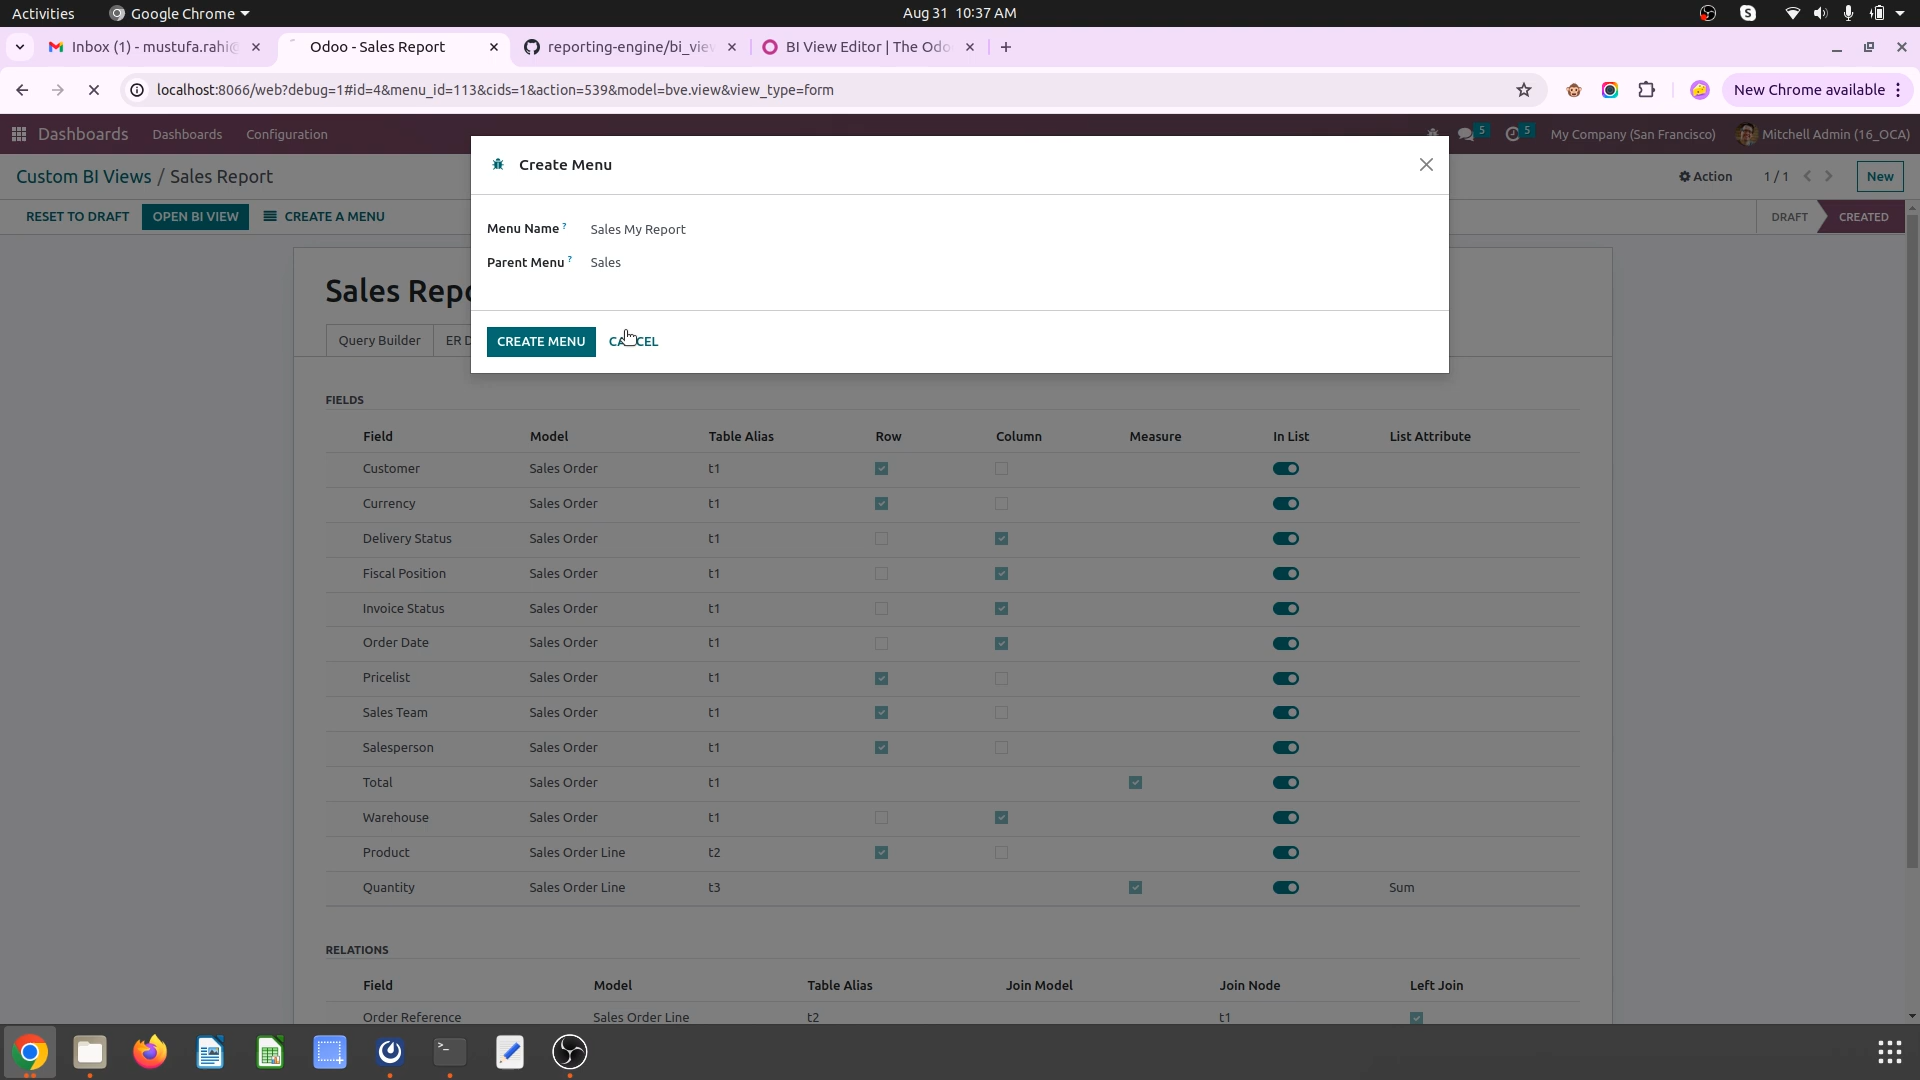 Activities
Google Chrome
Aug 31 10:37 AM
Inbox (1) - mustufa.rahi@
Odoo - Sales Report
reporting-engine/bi_view
BI View Editor | The Odoo
localhost:8066/web?debug=1#id=4&menu_id=113&cids=1&action=539&model=bve.view&view_type=form
New Chrome available
Dashboards Dashboards Configuration
5 5 My Company (San Francisco) Mitchell Admin (16_OCA)
Create Menu
Custom BI Views / Sales Report
Action 1 / 1 New
RESET TO DRAFT OPEN BI VIEW CREATE A MENU
DRAFT CREATED
Menu Name ? Sales My Report
Parent Menu ? Sales
CREATE MENU CANCEL
Sales Repo
Query Builder ER D
FIELDS
Field Model Table Alias Row Column Measure In List List Attribute
Customer Sales Order t1
Currency Sales Order t1
Delivery Status Sales Order t1
Fiscal Position Sales Order t1
Invoice Status Sales Order t1
Order Date Sales Order t1
Pricelist Sales Order t1
Sales Team Sales Order t1
Salesperson Sales Order t1
Total Sales Order t1
Warehouse Sales Order t1
Product Sales Order Line t2
Quantity Sales Order Line t3 Sum
RELATIONS
Field Model Table Alias Join Model Join Node Left Join
Order Reference Sales Order Line t2 t1